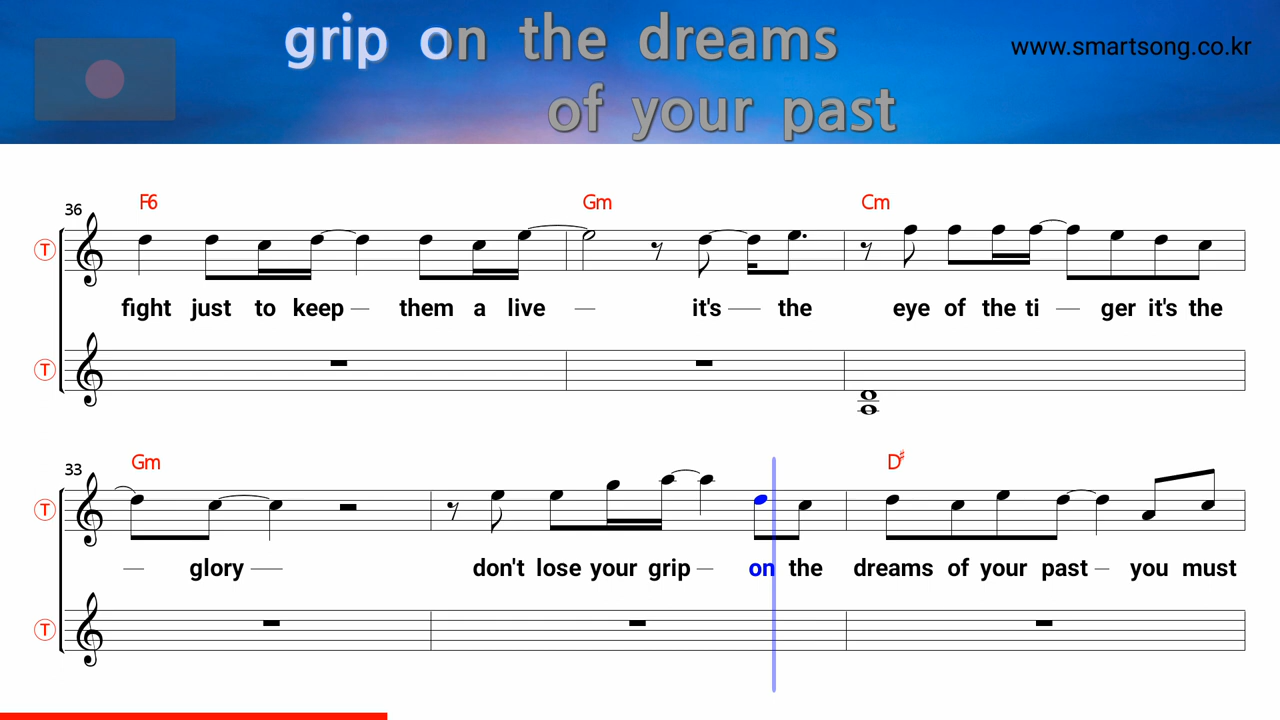 grip on the dreams
www.smartsong.co.kr
of your past
36
F6 Gm Cm
T
fight just to keep — them a live — it's — the eye of the ti — ger it's the
T
33
Gm D♯
T
— glory — don't lose your grip — on the dreams of your past — you must
T